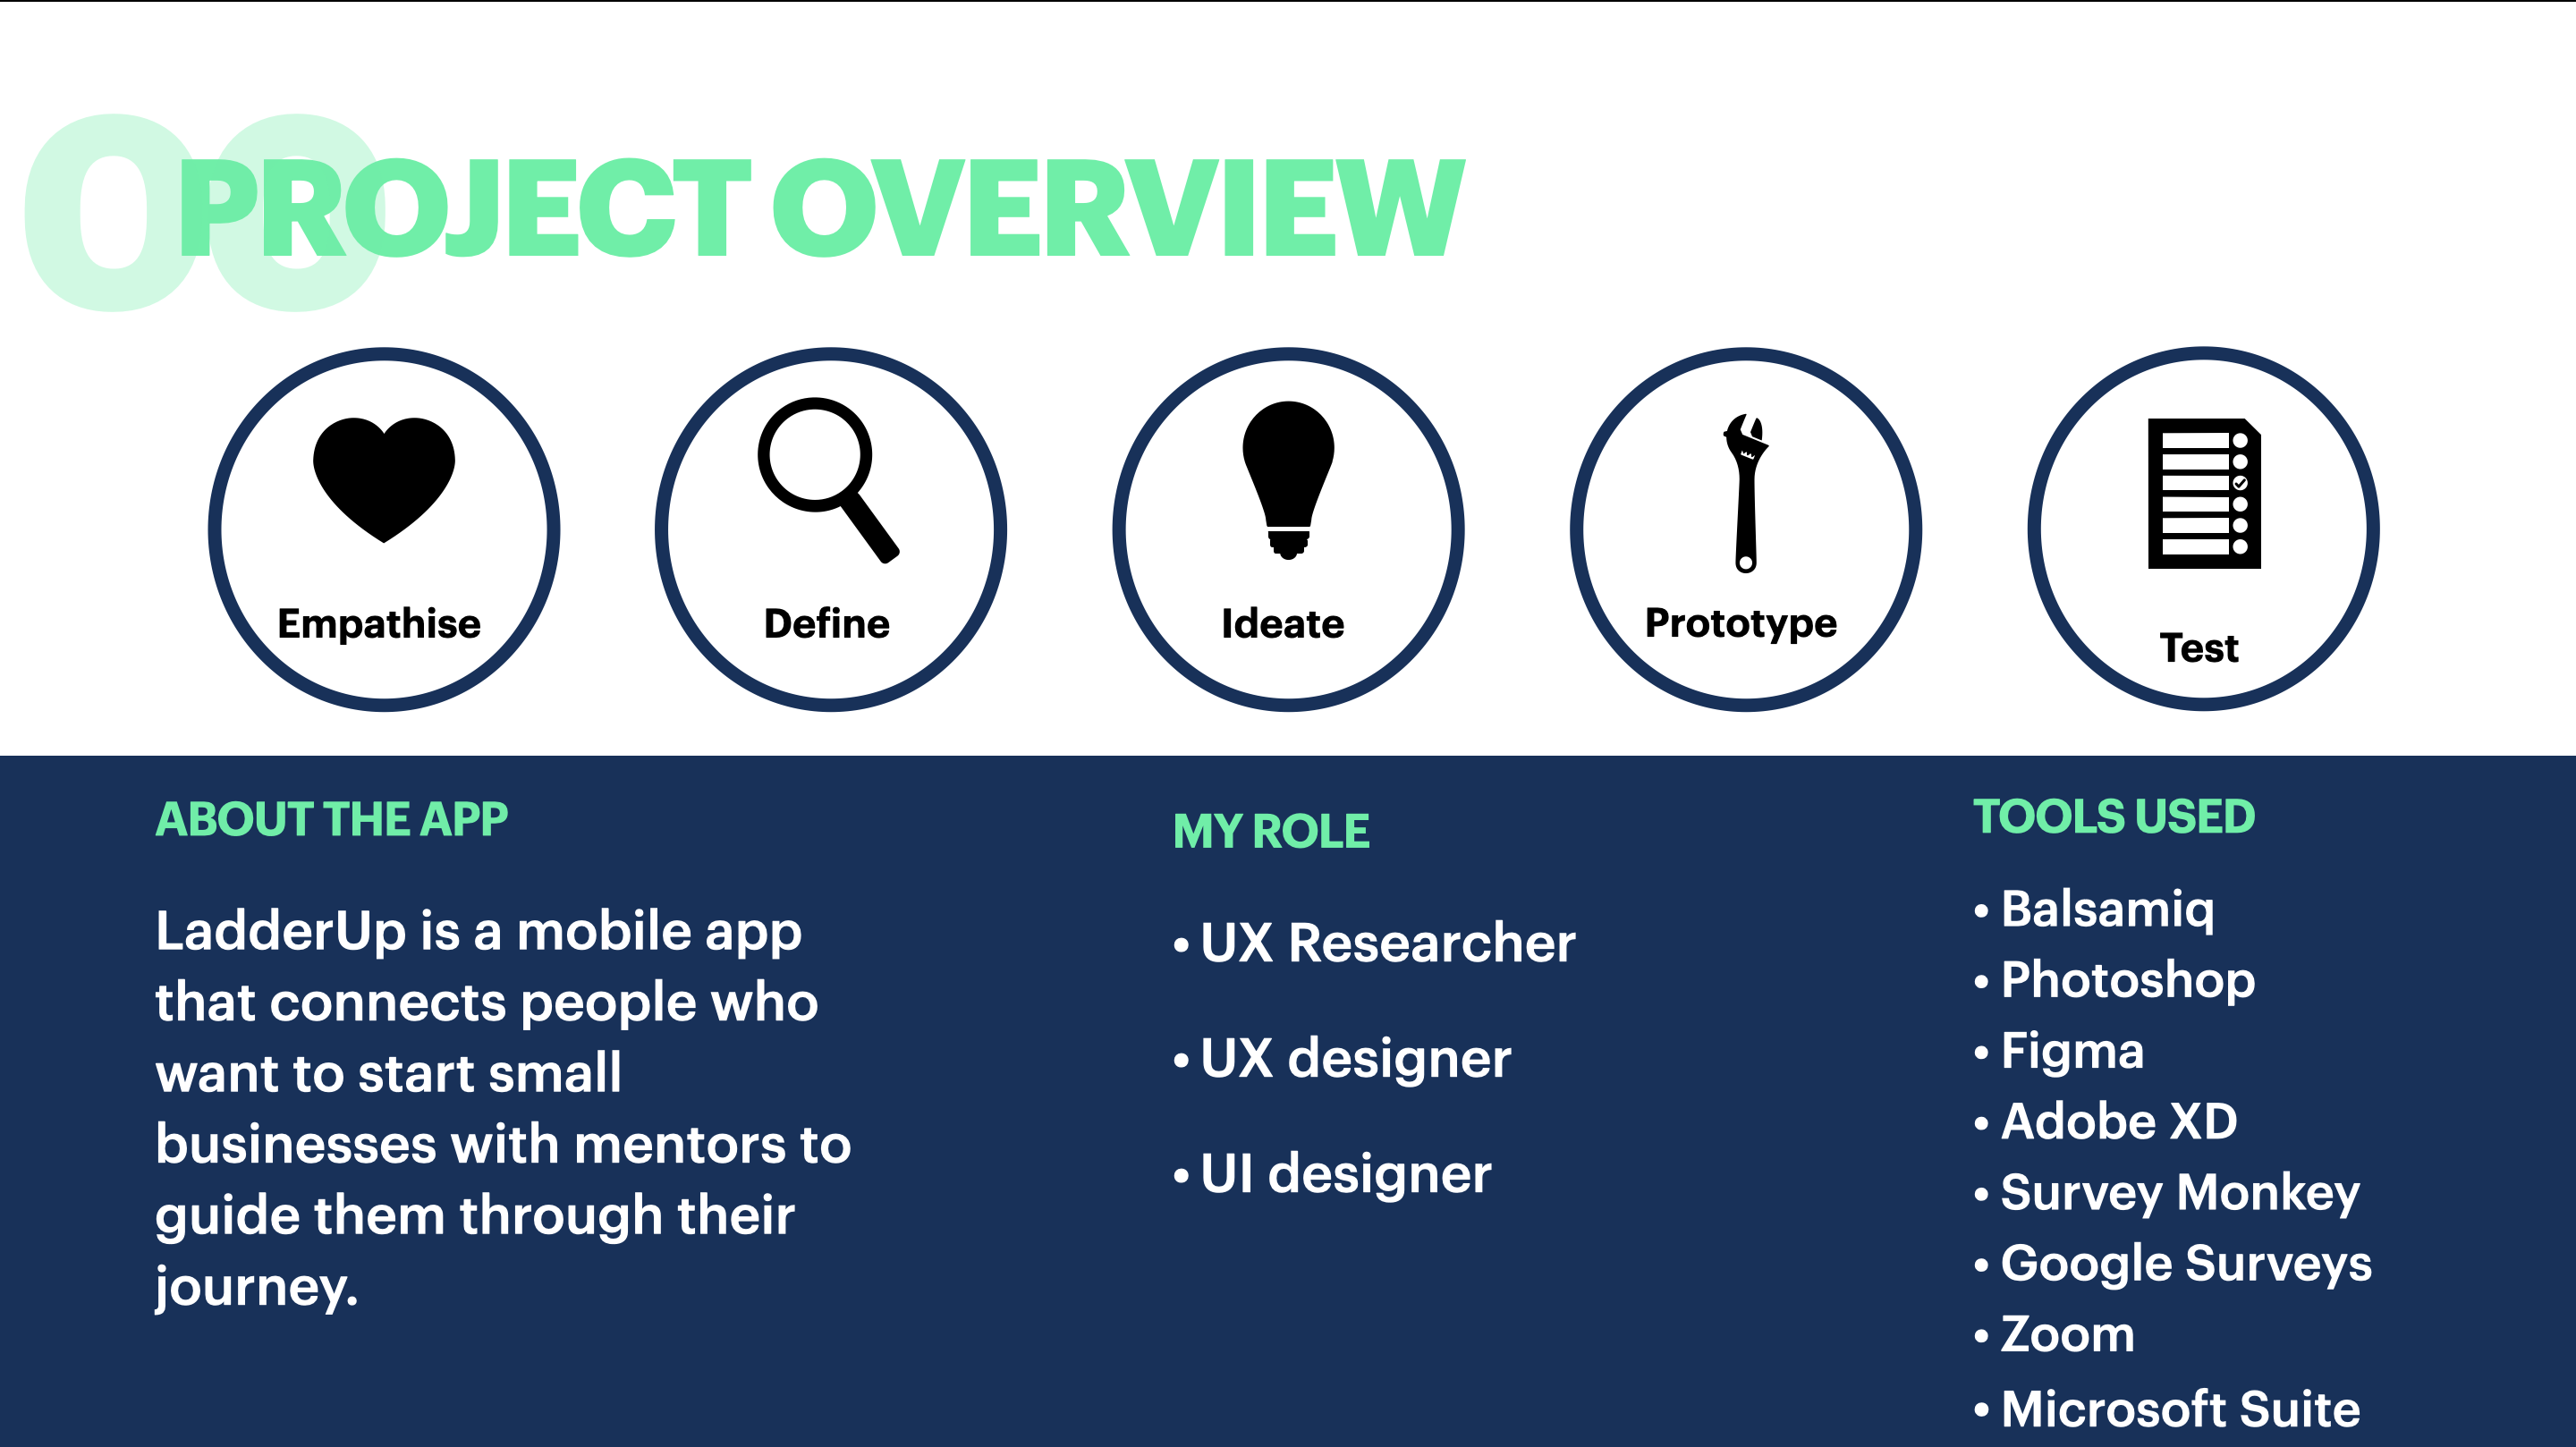 00
PROJECT OVERVIEW
Empathise
Define
Ideate
Prototype
Test
ABOUT THE APP
LadderUp is a mobile app
that connects people who
want to start small
businesses with mentors to
guide them through their
journey.
MY ROLE
• UX Researcher
• UX designer
• UI designer
TOOLS USED
• Balsamiq
• Photoshop
• Figma
• Adobe XD
• Survey Monkey
• Google Surveys
• Zoom
• Microsoft Suite